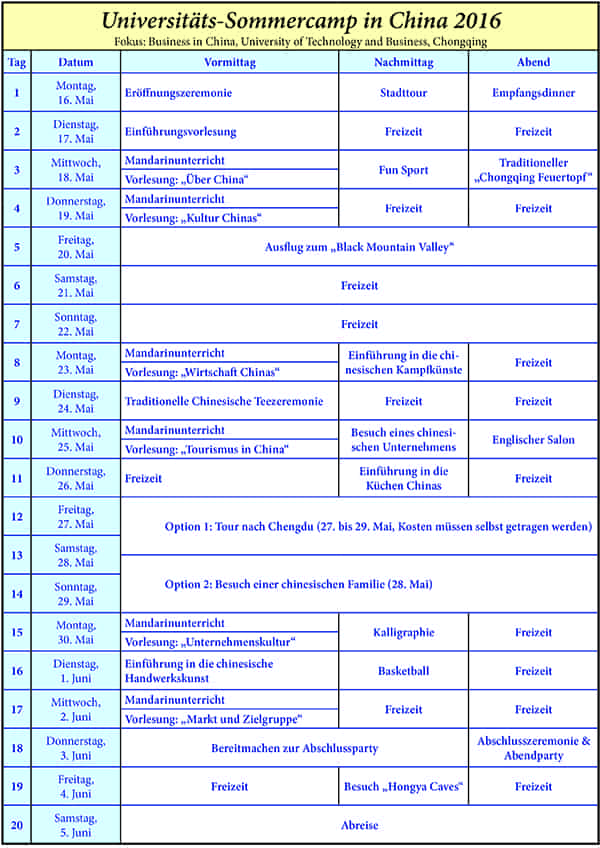 Universitäts-Sommercamp in China 2016
Fokus: Business in China, University of Technology and Business, Chongqing
Tag Datum Vormittag Nachmittag Abend
1 Montag, 16. Mai Eröffnungszeremonie Stadttour Empfangsdinner
2 Dienstag, 17. Mai Einführungsvorlesung Freizeit Freizeit
3 Mittwoch, 18. Mai Mandarinunterricht Vorlesung: „Über China“ Fun Sport Traditioneller „Chongqing Feuertopf“
4 Donnerstag, 19. Mai Mandarinunterricht Vorlesung: „Kultur Chinas“ Freizeit Freizeit
5 Freitag, 20. Mai Ausflug zum „Black Mountain Valley“
6 Samstag, 21. Mai Freizeit
7 Sonntag, 22. Mai Freizeit
8 Montag, 23. Mai Mandarinunterricht Vorlesung: „Wirtschaft Chinas“ Einführung in die chi-nesischen Kampfkünste Freizeit
9 Dienstag, 24. Mai Traditionelle Chinesische Teezeremonie Freizeit Freizeit
10 Mittwoch, 25. Mai Mandarinunterricht Vorlesung: „Tourismus in China“ Besuch eines chinesi-schen Unternehmens Englischer Salon
11 Donnerstag, 26. Mai Freizeit Einführung in die Küchen Chinas Freizeit
12 Freitag, 27. Mai Option 1: Tour nach Chengdu (27. bis 29. Mai, Kosten müssen selbst getragen werden)
13 Samstag, 28. Mai
14 Sonntag, 29. Mai Option 2: Besuch einer chinesischen Familie (28. Mai)
15 Montag, 30. Mai Mandarinunterricht Vorlesung: „Unternehmenskultur“ Kalligraphie Freizeit
16 Dienstag, 1. Juni Einführung in die chinesische Handwerkskunst Basketball Freizeit
17 Mittwoch, 2. Juni Mandarinunterricht Vorlesung: „Markt und Zielgruppe“ Freizeit Freizeit
18 Donnerstag, 3. Juni Bereitmachen zur Abschlussparty Abschlusszeremonie & Abendparty
19 Freitag, 4. Juni Freizeit Besuch „Hongya Caves“ Freizeit
20 Samstag, 5. Juni Abreise